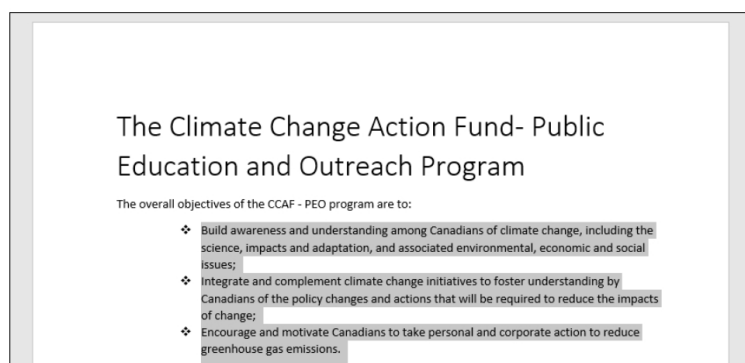 The Climate Change Action Fund- Public
Education and Outreach Program
The overall objectives of the CCAF - PEO program are to:
❖ Build awareness and understanding among Canadians of climate change, including the
science, impacts and adaptation, and associated environmental, economic and social
issues;
❖ Integrate and complement climate change initiatives to foster understanding by
Canadians of the policy changes and actions that will be required to reduce the impacts
of change;
❖ Encourage and motivate Canadians to take personal and corporate action to reduce
greenhouse gas emissions.